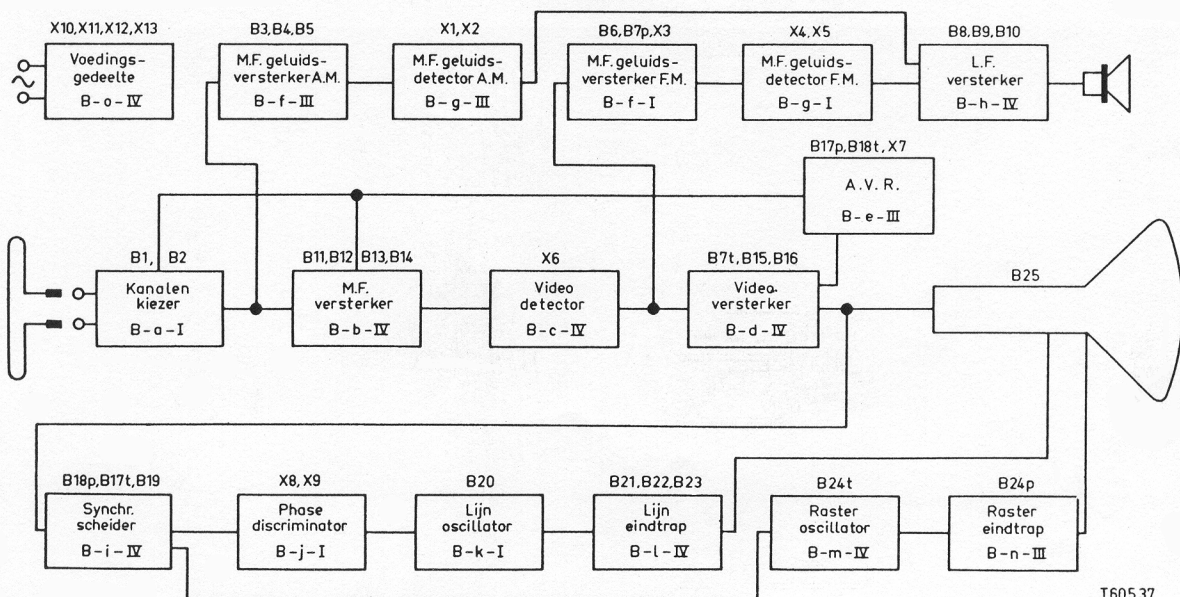 X10,X11,X12,X13
Voedings-
gedeelte
B-o-IV
B3,B4,B5
M.F. geluids-
versterker A.M.
B-f-III
X1,X2
M.F. geluids-
detector A.M.
B-g-III
B6,B7p,X3
M.F. geluids-
versterker F.M.
B-f-I
X4,X5
M.F. geluids-
detector F.M.
B-g-I
B8,B9,B10
L.F.
versterker
B-h-IV
B17p,B18t,X7
A.V.R.
B-e-III
B1, B2
Kanalen
kiezer
B-a-I
B11,B12 B13,B14
M.F.
versterker
B-b-IV
X6
Video
detector
B-c-IV
B7t,B15,B16
Video-
versterker
B-d-IV
B25
B18p,B17t,B19
Synchr.
scheider
B-i-IV
X8,X9
Phase
discriminator
B-j-I
B20
Lijn
oscillator
B-k-I
B21,B22,B23
Lijn
eindtrap
B-l-IV
B24t
Raster
oscillator
B-m-IV
B24p
Raster
eindtrap
B-n-III
T60537